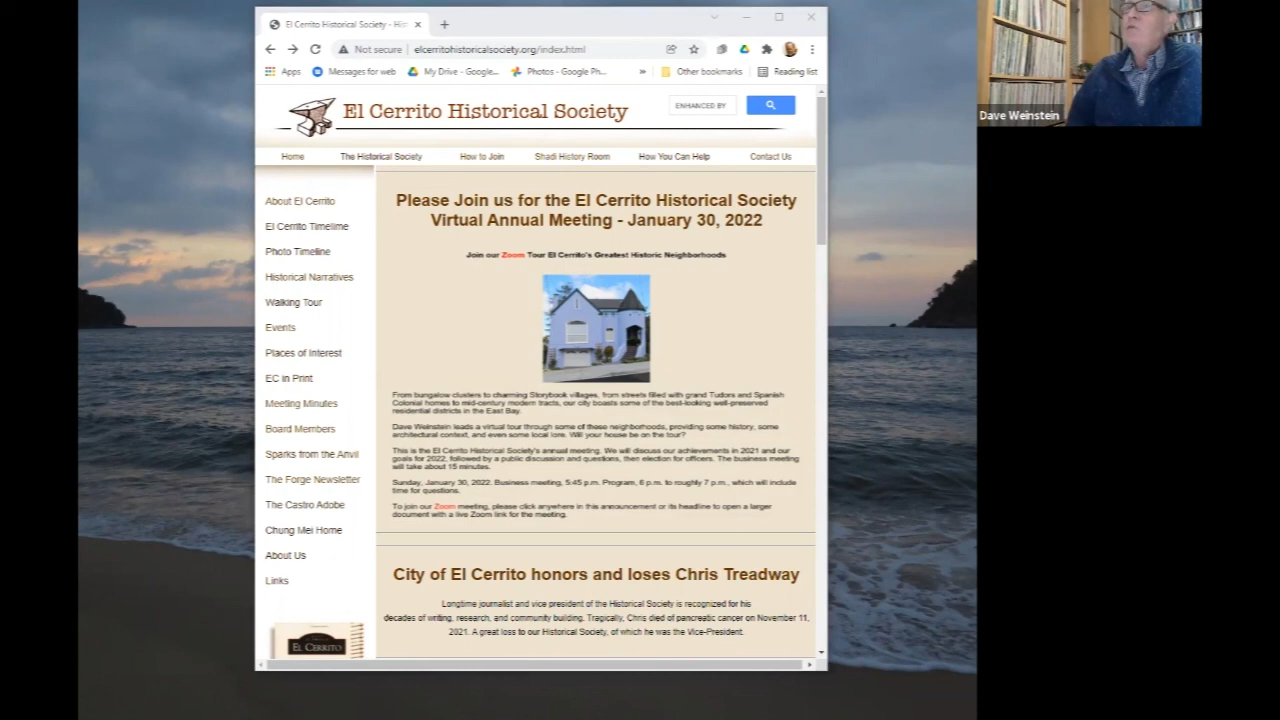 El Cerrito Historical Society - His
Not secure
elcerritohistoricalsociety.org/index.html
Apps
Messages for web
My Drive - Google...
Photos - Google Ph...
»
Other bookmarks
Reading list
El Cerrito Historical Society
ENHANCED BY
Home
The Historical Society
How to Join
Shadi History Room
How You Can Help
Contact Us
About El Cerrito
El Cerrito Timelime
Photo Timeline
Historical Narratives
Walking Tour
Events
Places of Interest
EC in Print
Meeting Minutes
Board Members
Sparks from the Anvil
The Forge Newsletter
The Castro Adobe
Chung Mei Home
About Us
Links
EL CERRITO
Please Join us for the El Cerrito Historical Society
Virtual Annual Meeting - January 30, 2022
Join our Zoom Tour El Cerrito's Greatest Historic Neighborhoods
From bungalow clusters to charming Storybook villages, from streets filled with grand Tudors and Spanish
Colonial homes to mid-century modern tracts, our city boasts some of the best-looking well-preserved
residential districts in the East Bay.
Dave Weinstein leads a virtual tour through some of these neighborhoods, providing some history, some
architectural context, and even some local lore. Will your house be on the tour?
This is the El Cerrito Historical Society's annual meeting. We will discuss our achievements in 2021 and our
goals for 2022, followed by a public discussion and questions, then election for officers. The business meeting
will take about 15 minutes.
Sunday, January 30, 2022. Business meeting, 5:45 p.m. Program, 6 p.m. to roughly 7 p.m., which will include
time for questions.
To join our Zoom meeting, please click anywhere in this announcement or its headline to open a larger
document with a live Zoom link for the meeting.
City of El Cerrito honors and loses Chris Treadway
Longtime journalist and vice president of the Historical Society is recognized for his
decades of writing, research, and community building. Tragically, Chris died of pancreatic cancer on November 11,
2021. A great loss to our Historical Society, of which he was the Vice-President.
Dave Weinstein